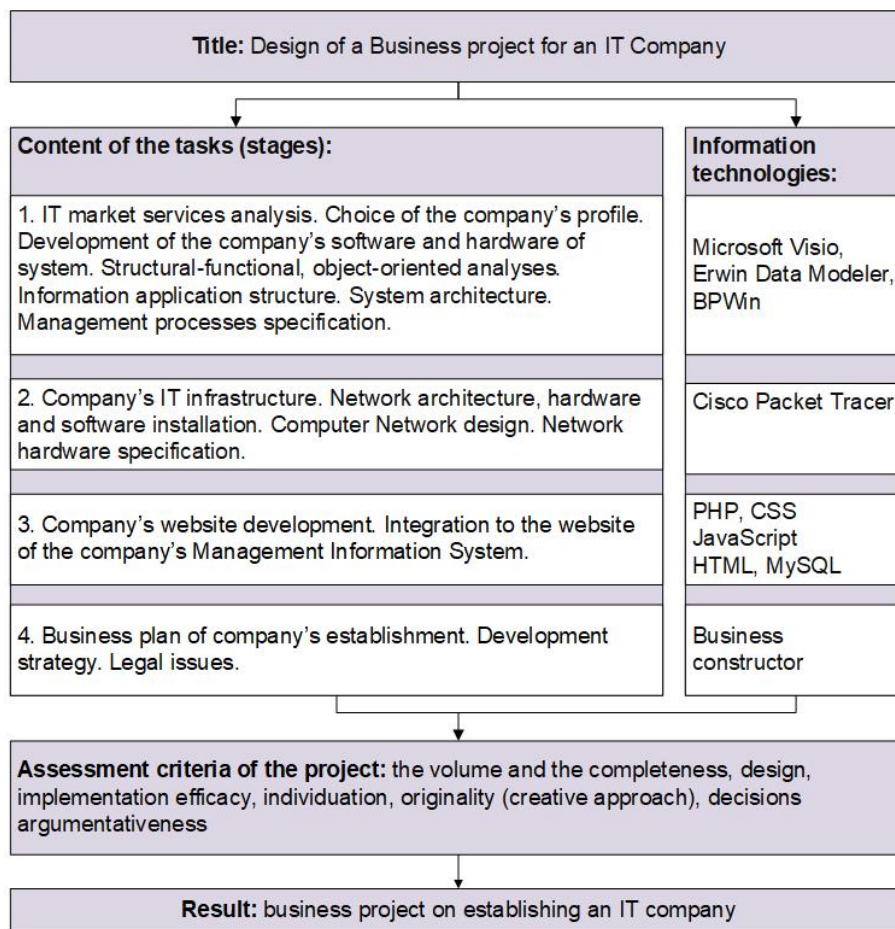 Title: Design of a Business project for an IT Company
Content of the tasks (stages):
Information
technologies:
1. IT market services analysis. Choice of the company’s profile.
Development of the company’s software and hardware of
system. Structural-functional, object-oriented analyses.
Information application structure. System architecture.
Management processes specification.
Microsoft Visio,
Erwin Data Modeler,
BPWin
2. Company’s IT infrastructure. Network architecture, hardware
and software installation. Computer Network design. Network
hardware specification.
Cisco Packet Tracer
3. Company’s website development. Integration to the website
of the company’s Management Information System.
PHP, CSS
JavaScript
HTML, MySQL
4. Business plan of company’s establishment. Development
strategy. Legal issues.
Business
constructor
Assessment criteria of the project: the volume and the completeness, design,
implementation efficacy, individuation, originality (creative approach), decisions
argumentativeness
Result: business project on establishing an IT company